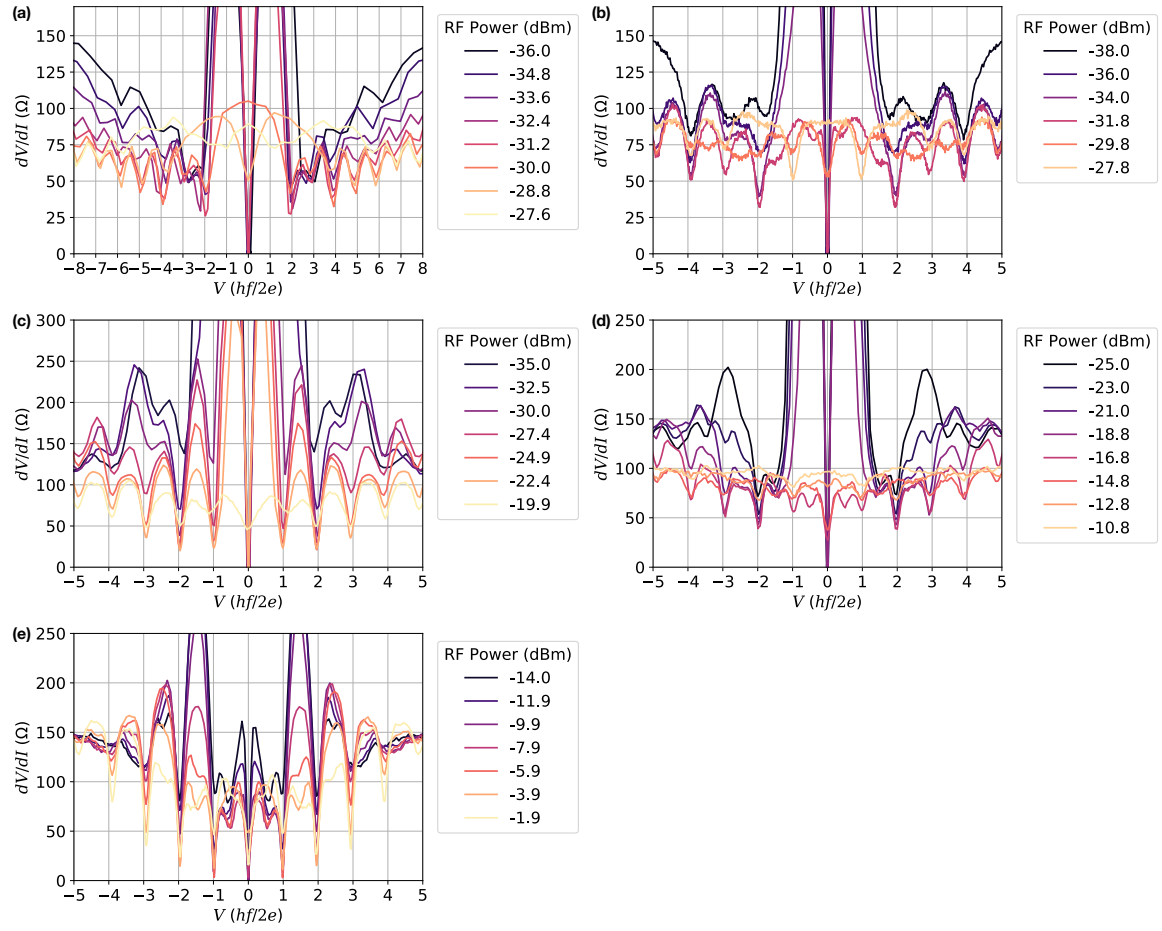 (a)
150
125
100
75
50
25
0
dV/dI (Ω)
−8−7−6−5−4−3−2−1 0 1 2 3 4 5 6 7 8
V (hf/2e)
RF Power (dBm)
-36.0
-34.8
-33.6
-32.4
-31.2
-30.0
-28.8
-27.6
(b)
150
125
100
75
50
25
0
dV/dI (Ω)
−5 −4 −3 −2 −1 0 1 2 3 4 5
V (hf/2e)
RF Power (dBm)
-38.0
-36.0
-34.0
-31.8
-29.8
-27.8
(c)
300
250
200
150
100
50
0
dV/dI (Ω)
−5 −4 −3 −2 −1 0 1 2 3 4 5
V (hf/2e)
RF Power (dBm)
-35.0
-32.5
-30.0
-27.4
-24.9
-22.4
-19.9
(d)
250
200
150
100
50
0
dV/dI (Ω)
−5 −4 −3 −2 −1 0 1 2 3 4 5
V (hf/2e)
RF Power (dBm)
-25.0
-23.0
-21.0
-18.8
-16.8
-14.8
-12.8
-10.8
(e)
250
200
150
100
50
0
dV/dI (Ω)
−5 −4 −3 −2 −1 0 1 2 3 4 5
V (hf/2e)
RF Power (dBm)
-14.0
-11.9
-9.9
-7.9
-5.9
-3.9
-1.9